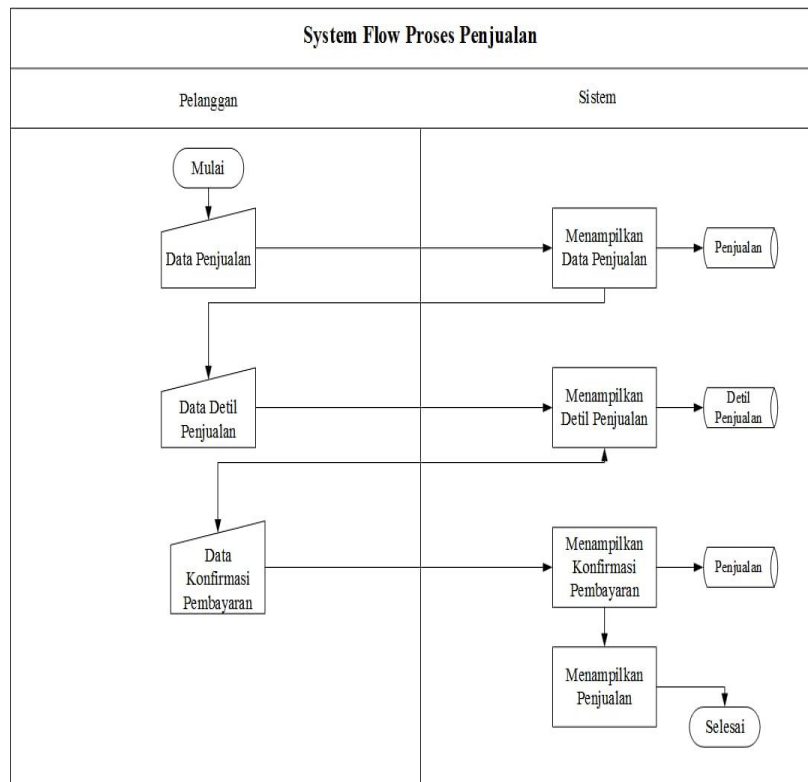 System Flow Proses Penjualan
Pelanggan
Sistem
Mulai
Data Penjualan
Menampilkan
Data Penjualan
Penjualan
Data Detil
Penjualan
Menampilkan
Detil Penjualan
Detil
Penjualan
Data
Konfirmasi
Pembayaran
Menampilkan
Konfirmasi
Pembayaran
Penjualan
Menampilkan
Penjualan
Selesai